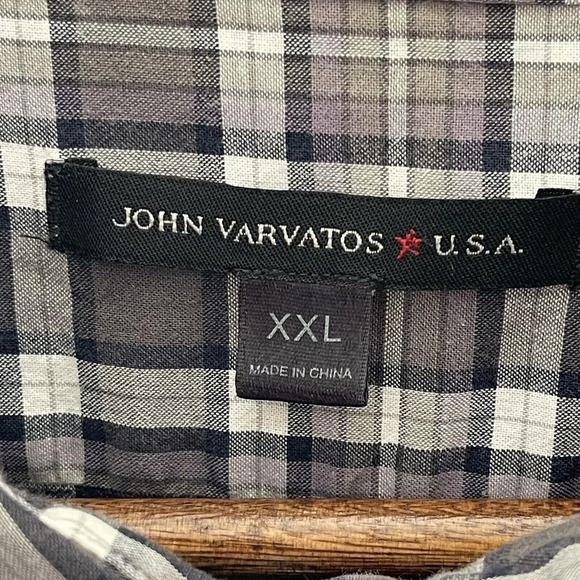 JOHN VARVATOS ★ U.S.A.
XXL
MADE IN CHINA